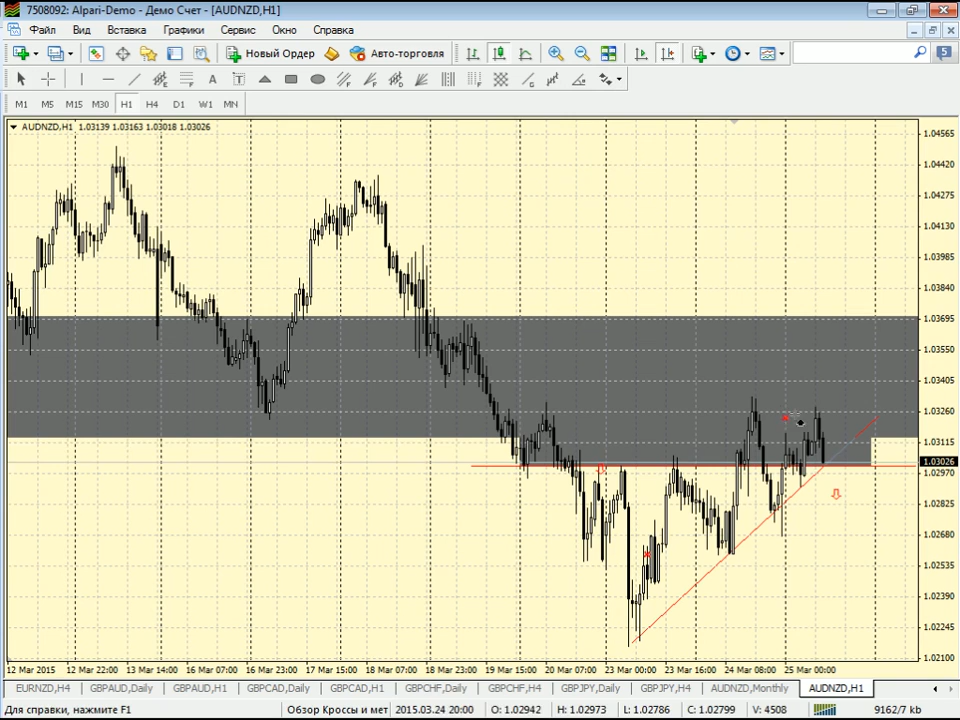 7508092: Alpari-Demo - Демо Счет - [AUDNZD,H1]
Файл Вид Вставка Графики Сервис Окно Справка
Новый Ордер Авто-торговля 5
A T
M1 M5 M15 M30 H1 H4 D1 W1 MN
AUDNZD,H1 1.03139 1.03163 1.03018 1.03026
1.04565
1.04420
1.04275
1.04130
1.03985
1.03840
1.03695
1.03550
1.03405
1.03260
1.03115
1.03026
1.02970
1.02825
1.02680
1.02535
1.02390
1.02245
1.02100
12 Mar 2015 12 Mar 22:00 13 Mar 14:00 16 Mar 07:00 16 Mar 23:00 17 Mar 15:00 18 Mar 07:00 18 Mar 23:00 19 Mar 15:00 20 Mar 07:00 23 Mar 00:00 23 Mar 16:00 24 Mar 08:00 25 Mar 00:00
EURNZD,H4 GBPAUD,Daily GBPAUD,H1 GBPCAD,Daily GBPCAD,H1 GBPCHF,Daily GBPCHF,H4 GBPJPY,Daily GBPJPY,H4 AUDNZD,Monthly AUDNZD,H1
Для справки, нажмите F1 Обзор Кроссы и мет 2015.03.24 20:00 O: 1.02942 H: 1.02973 L: 1.02786 C: 1.02799 V: 4508 9162/7 kb